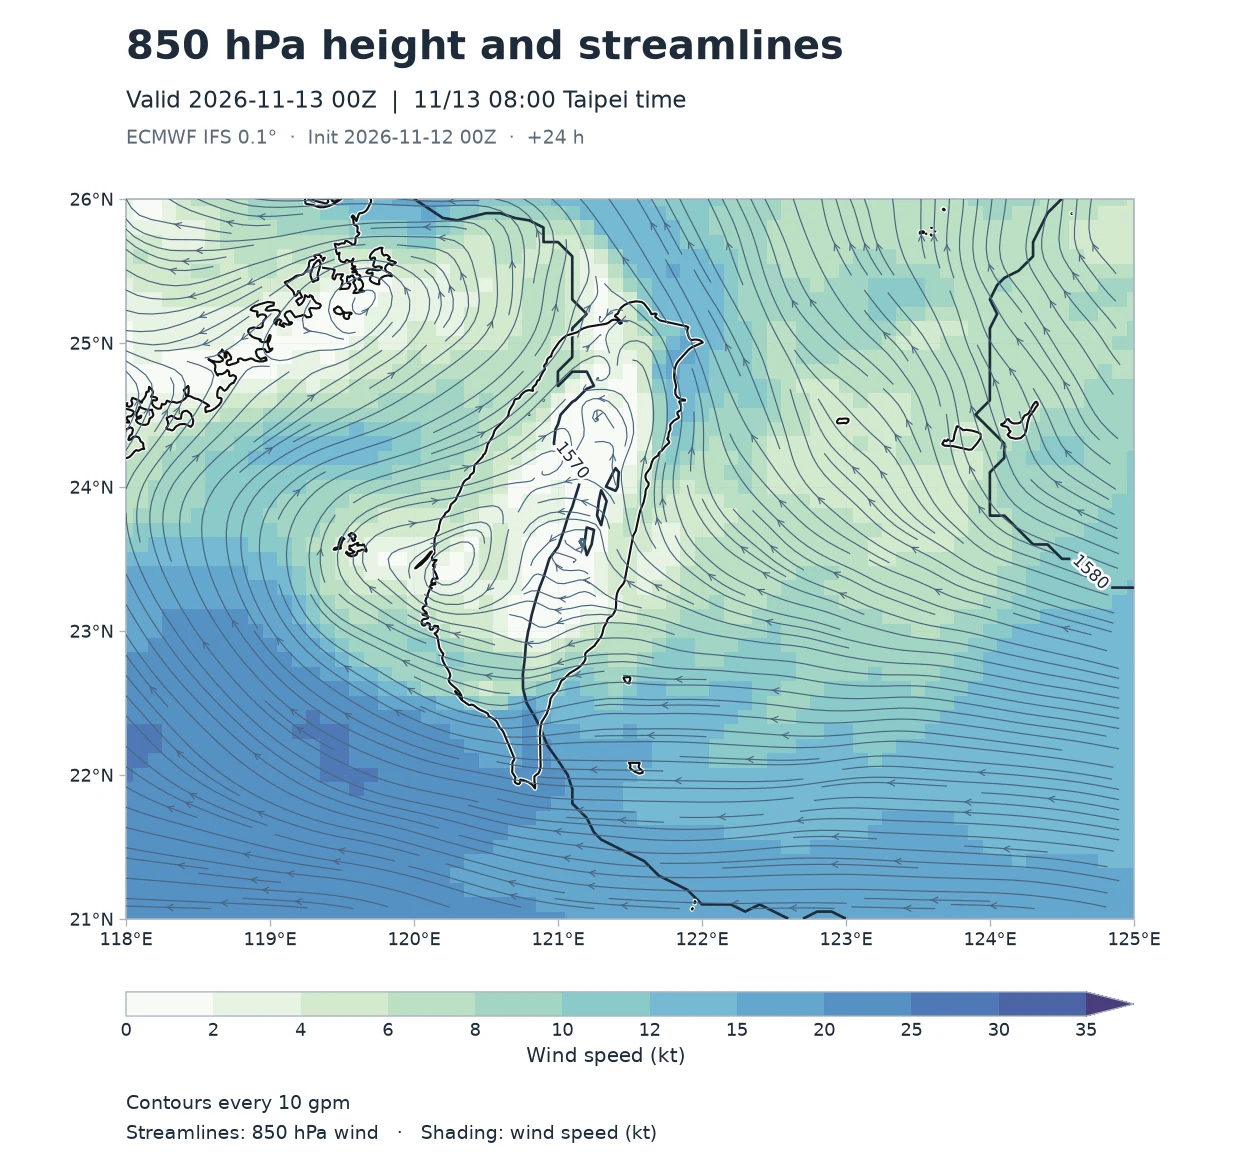 850 hPa height and streamlines
Valid 2026-11-13 00Z | 11/13 08:00 Taipei time
ECMWF IFS 0.1° · Init 2026-11-12 00Z · +24 h
26°N
25°N
24°N
23°N
22°N
21°N
1570
1580
118°E 119°E 120°E 121°E 122°E 123°E 124°E 125°E
0 2 4 6 8 10 12 15 20 25 30 35
Wind speed (kt)
Contours every 10 gpm
Streamlines: 850 hPa wind · Shading: wind speed (kt)